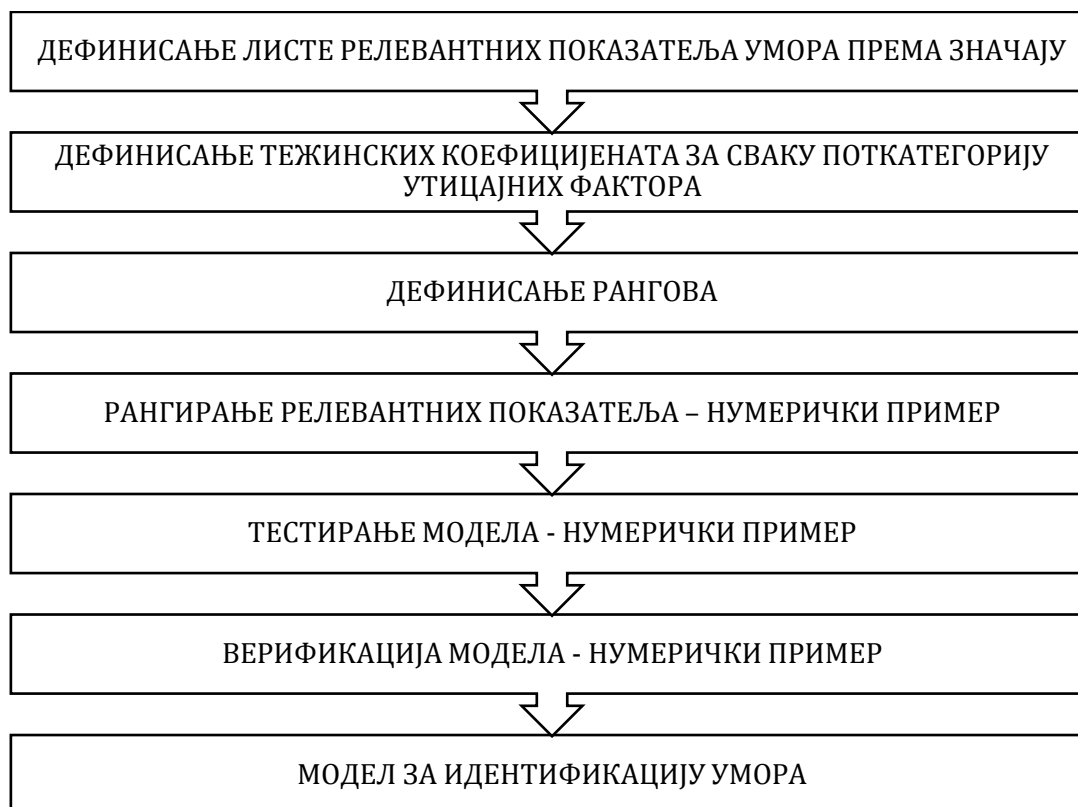 ДЕФИНИСАЊЕ ЛИСТЕ РЕЛЕВАНТНИХ ПОКАЗАТЕЉА УМОРА ПРЕМА ЗНАЧАЈУ
ДЕФИНИСАЊЕ ТЕЖИНСКИХ КОЕФИЦИЈЕНАТА ЗА СВАКУ ПОТКАТЕГОРИЈУ
УТИЦАЈНИХ ФАКТОРА
ДЕФИНИСАЊЕ РАНГОВА
РАНГИРАЊЕ РЕЛЕВАНТНИХ ПОКАЗАТЕЉА – НУМЕРИЧКИ ПРИМЕР
ТЕСТИРАЊЕ МОДЕЛА - НУМЕРИЧКИ ПРИМЕР
ВЕРИФИКАЦИЈА МОДЕЛА - НУМЕРИЧКИ ПРИМЕР
МОДЕЛ ЗА ИДЕНТИФИКАЦИЈУ УМОРА